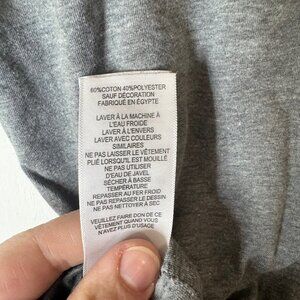 60%COTON 40%POLYESTER
SAUF DÉCORATION
FABRIQUÉ EN ÉGYPTE
LAVER À LA MACHINE À
L'EAU FROIDE
LAVER À L'ENVERS
LAVER AVEC COULEURS
SIMILAIRES
NE PAS LAISSER LE VÊTEMENT
PLIÉ LORSQU'IL EST MOUILLÉ
NE PAS UTILISER
D'EAU DE JAVEL
SÉCHER À BASSE
TEMPÉRATURE
REPASSER AU FER FROID
NE PAS REPASSER LE DESSIN
NE PAS NETTOYER À SEC
VEUILLEZ FAIRE DON DE CE
VÊTEMENT QUAND VOUS
N'AVEZ PLUS D'USAGE